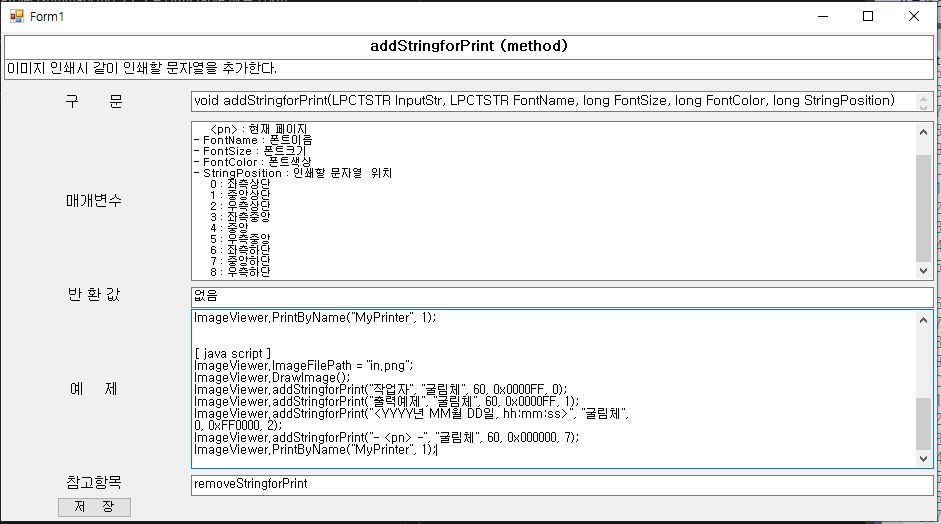 Form1
addStringforPrint (method)
이미지 인쇄시 같이 인쇄할 문자열을 추가한다.
구 문
void addStringforPrint(LPCTSTR InputStr, LPCTSTR FontName, long FontSize, long FontColor, long StringPosition)
매개변수
<pn> : 현재 페이지
- FontName : 폰트이음
- FontSize : 폰트크기
- FontColor : 폰트색상
- StringPosition : 인쇄할 문자열 위치
0 : 좌측상단
1 : 중앙상단
2 : 우측상단
3 : 좌측중앙
4 : 중앙
5 : 우측중앙
6 : 좌측하단
7 : 중앙하단
8 : 우측하단
반 환 값
없음
예 제
ImageViewer.PrintByName("MyPrinter", 1);
[ java script ]
ImageViewer.ImageFilePath = "in.png";
ImageViewer.DrawImage();
ImageViewer.addStringforPrint("작업자", "굴림체", 60, 0x0000FF, 0);
ImageViewer.addStringforPrint("출력예제", "굴림체", 60, 0x0000FF, 1);
ImageViewer.addStringforPrint("<YYYY년 MM월 DD일, hh:mm:ss>", "굴림체",
0, 0xFF0000, 2);
ImageViewer.addStringforPrint("- <pn> -", "굴림체", 60, 0x000000, 7);
ImageViewer.PrintByName("MyPrinter", 1);
참고항목
removeStringforPrint
저 장